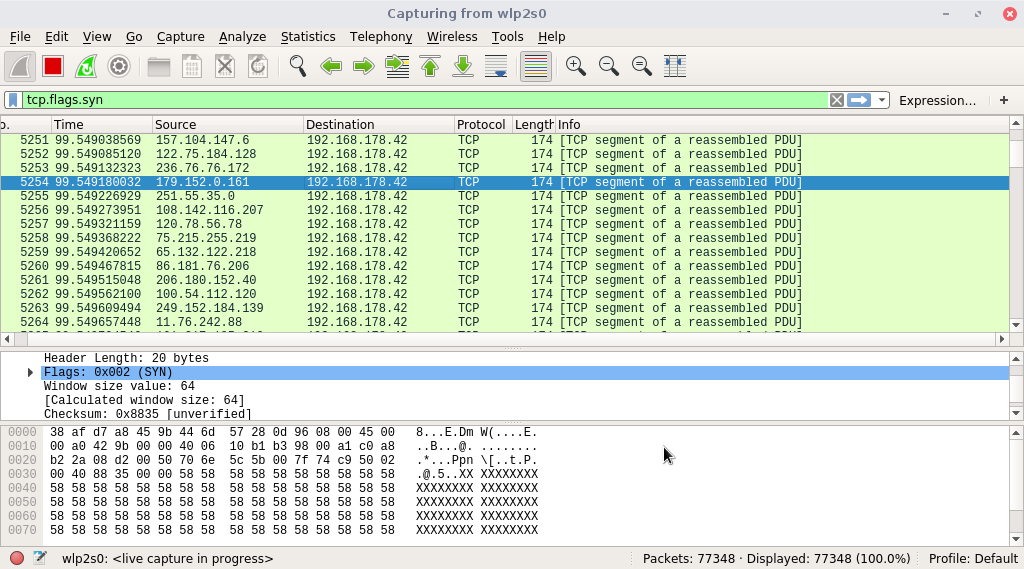 Capturing from wlp2s0
File Edit View Go Capture Analyze Statistics Telephony Wireless Tools Help
tcp.flags.syn Expression... +
o. Time Source Destination Protocol Length Info
5251 99.549038569 157.104.147.6 192.168.178.42 TCP 174 [TCP segment of a reassembled PDU]
5252 99.549085120 122.75.184.128 192.168.178.42 TCP 174 [TCP segment of a reassembled PDU]
5253 99.549132323 236.76.76.172 192.168.178.42 TCP 174 [TCP segment of a reassembled PDU]
5254 99.549180032 179.152.0.161 192.168.178.42 TCP 174 [TCP segment of a reassembled PDU]
5255 99.549226929 251.55.35.0 192.168.178.42 TCP 174 [TCP segment of a reassembled PDU]
5256 99.549273951 108.142.116.207 192.168.178.42 TCP 174 [TCP segment of a reassembled PDU]
5257 99.549321159 120.78.56.78 192.168.178.42 TCP 174 [TCP segment of a reassembled PDU]
5258 99.549368222 75.215.255.219 192.168.178.42 TCP 174 [TCP segment of a reassembled PDU]
5259 99.549420652 65.132.122.218 192.168.178.42 TCP 174 [TCP segment of a reassembled PDU]
5260 99.549467815 86.181.76.206 192.168.178.42 TCP 174 [TCP segment of a reassembled PDU]
5261 99.549515048 206.180.152.40 192.168.178.42 TCP 174 [TCP segment of a reassembled PDU]
5262 99.549562100 100.54.112.120 192.168.178.42 TCP 174 [TCP segment of a reassembled PDU]
5263 99.549609494 249.152.184.139 192.168.178.42 TCP 174 [TCP segment of a reassembled PDU]
5264 99.549657448 11.76.242.88 192.168.178.42 TCP 174 [TCP segment of a reassembled PDU]
Header Length: 20 bytes
Flags: 0x002 (SYN)
Window size value: 64
[Calculated window size: 64]
Checksum: 0x8835 [unverified]
0000 38 af d7 a8 45 9b 44 6d 57 28 0d 96 08 00 45 00 8...E.Dm W(....E.
0010 00 a0 42 9b 00 00 40 06 10 b1 b3 98 00 a1 c0 a8 ..B...@. ........
0020 b2 2a 08 d2 00 50 70 6e 5c 5b 00 7f 74 c9 50 02 .*...Ppn \[..t.P.
0030 00 40 88 35 00 00 58 58 58 58 58 58 58 58 58 58 .@.5..XX XXXXXXXX
0040 58 58 58 58 58 58 58 58 58 58 58 58 58 58 58 58 XXXXXXXX XXXXXXXX
0050 58 58 58 58 58 58 58 58 58 58 58 58 58 58 58 58 XXXXXXXX XXXXXXXX
0060 58 58 58 58 58 58 58 58 58 58 58 58 58 58 58 58 XXXXXXXX XXXXXXXX
0070 58 58 58 58 58 58 58 58 58 58 58 58 58 58 58 58 XXXXXXXX XXXXXXXX
wlp2s0: <live capture in progress> Packets: 77348 · Displayed: 77348 (100.0%) Profile: Default